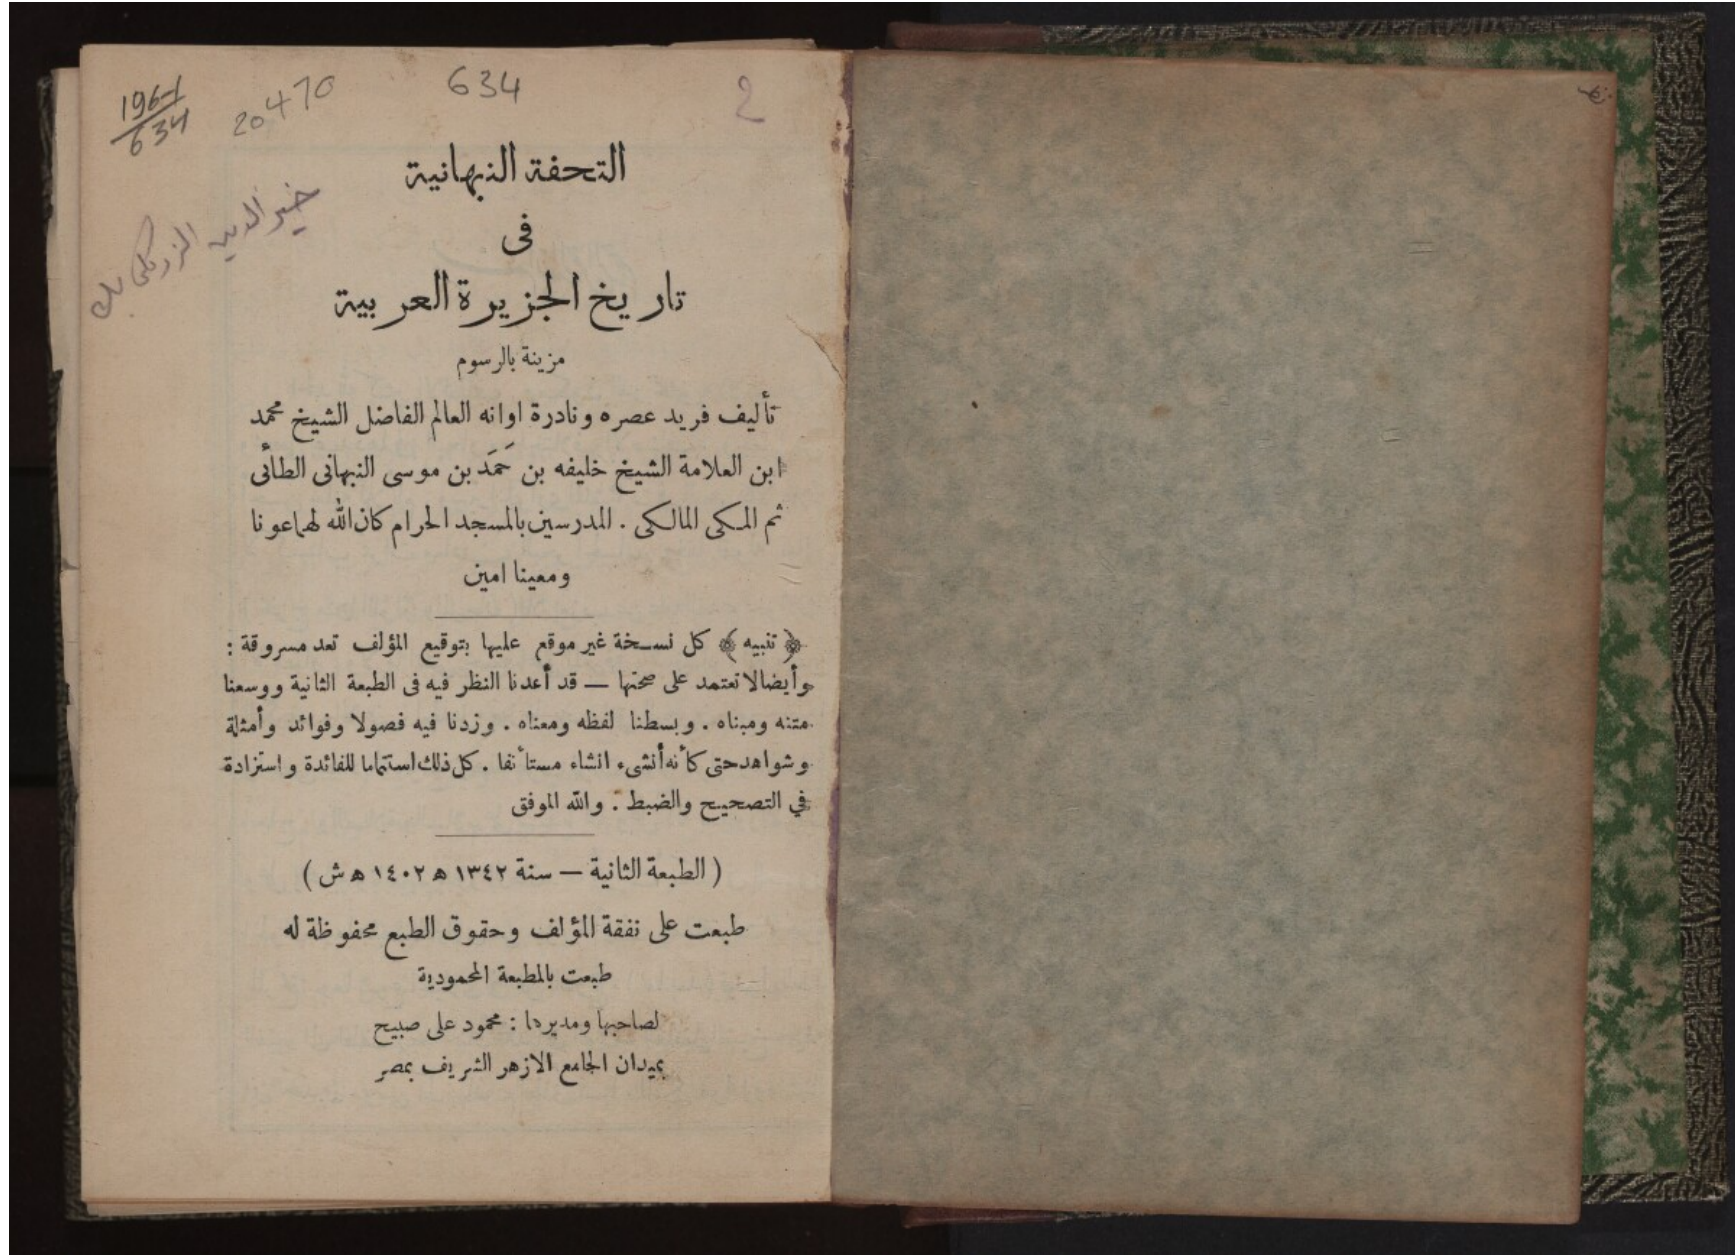 1961
634
20470
634
2
خير الدين الزركلي بك
التحفة النبهانية
فى
تاريخ الجزيرة العربية
مزينة بالرسوم
تأليف فريد عصره ونادرة اوانه العالم الفاضل الشيخ محمد
ابن العلامة الشيخ خليفه بن حَمَد بن موسى النبهانى الطائى
ثم المكى المالكى . المدرسين بالمسجد الحرام كان الله لهما عونا
ومعينا امين
﴿ تنبيه ﴾ كل نسخة غير موقع عليها بتوقيع المؤلف تعد مسروقة :
وأيضا لا تعتمد على صحتها — قد أعدنا النظر فيه فى الطبعة الثانية ووسعنا
متنه ومبناه . وبسطنا لفظه ومعناه . وزدنا فيه فصولا وفوائد وأمثلة
وشواهد حتى كأنه أنشىء انشاء مستأنفا . كل ذلك استتماما للفائدة واستزادة
في التصحيح والضبط . والله الموفق
( الطبعة الثانية — سنة ١٣٤٢ ه ١٤٠٢ ه ش )
طبعت على نفقة المؤلف وحقوق الطبع محفوظة له
طبعت بالمطبعة المحمودية
لصاحبها ومديرها : محمود على صبيح
بميدان الجامع الازهر الشريف بمصر